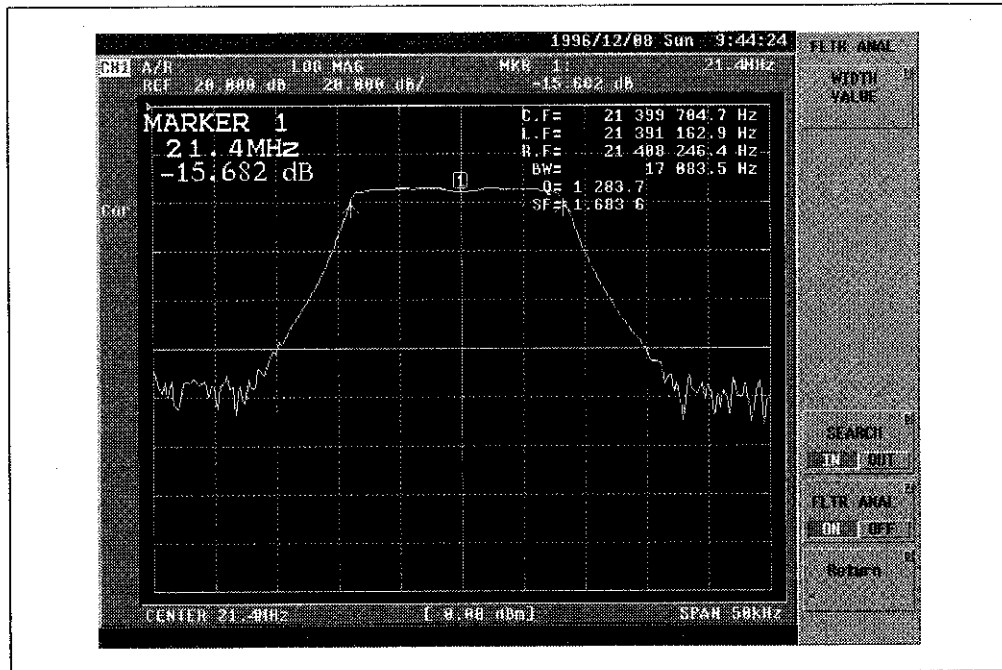 1996/12/08 Sun 9:44:24
CH1 A/R LOG MAG MKR 1: 21.4MHz
REF 20.000 dB 20.000 dB/ -15.682 dB
MARKER 1
21.4MHz
-15.682 dB
C.F= 21 399 704.7 Hz
L.F= 21 391 162.9 Hz
R.F= 21 408 246.4 Hz
BW= 17 083.5 Hz
Q= 1 283.7
SF= 1.683 6
1
Cor
CENTER 21.4MHz [ 0.00 dBm] SPAN 50kHz
FLTR ANAL
WIDTH
VALUE
SEARCH
IN OUT
FLTR ANAL
ON OFF
Return